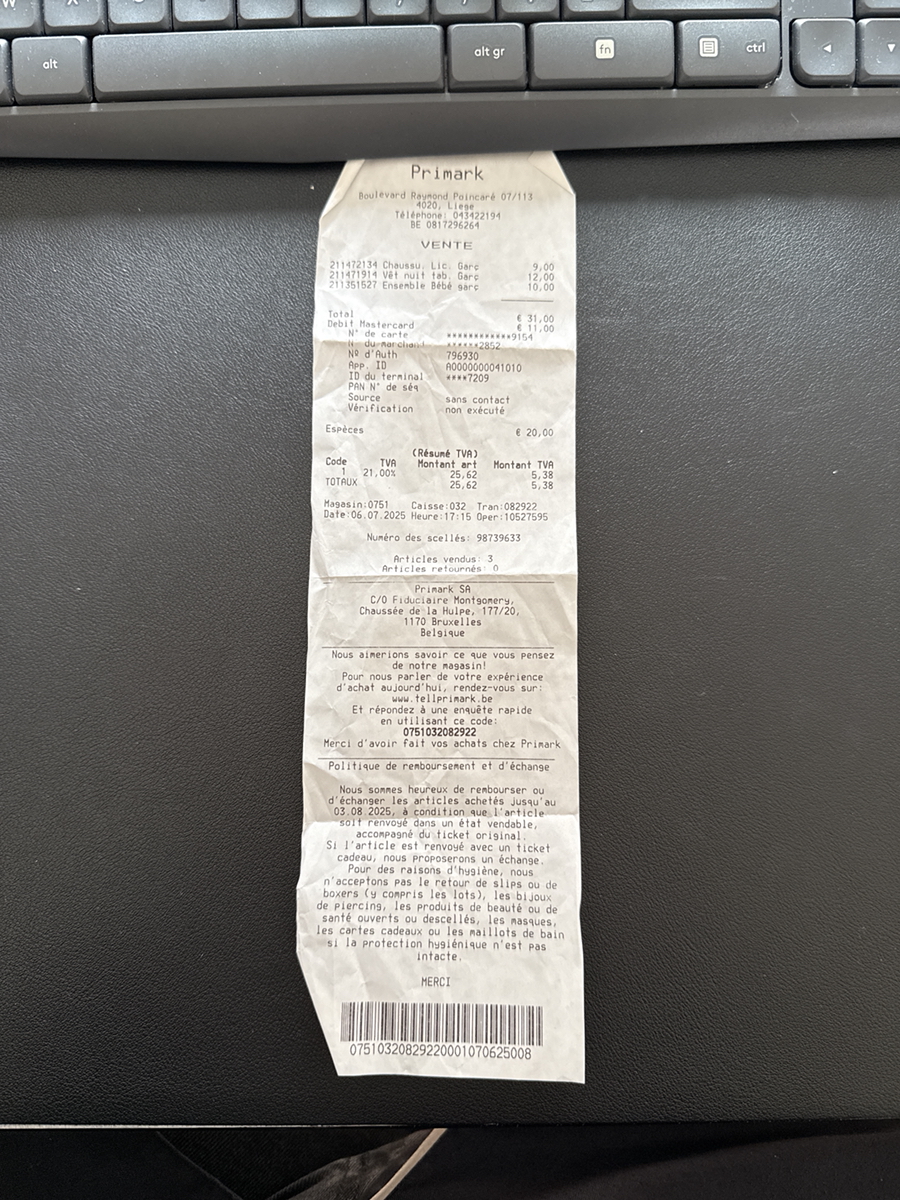 W X
alt
alt gr
fn
ctrl
Primark
Boulevard Raymond Poincaré 07/113
4020, Liege
Téléphone: 043422194
BE 0817296264
VENTE
211472134 Chaussu. Lic. Garç 9,00
211471914 Vêt nuit tab. Garç 12,00
211351527 Ensemble Bébé garç 10,00
Total € 31,00
Debit Mastercard € 11,00
N° de carte ************9154
N° du marchand ******2852
Nº d'Auth 796930
App. ID A0000000041010
ID du terminal ****7209
PAN N° de séq
Source sans contact
Vérification non exécuté
Espèces € 20,00
(Résumé TVA)
Code TVA Montant art Montant TVA
1 21,00% 25,62 5,38
TOTAUX 25,62 5,38
Magasin:0751 Caisse:032 Tran:082922
Date:06.07.2025 Heure:17:15 Oper:10527595
Numéro des scellés: 98739633
Articles vendus: 3
Articles retournés: 0
Primark SA
C/O Fiduciaire Montgomery,
Chaussée de la Hulpe, 177/20,
1170 Bruxelles
Belgique
Nous aimerions savoir ce que vous pensez
de notre magasin!
Pour nous parler de votre expérience
d'achat aujourd'hui, rendez-vous sur:
www.tellprimark.be
Et répondez à une enquête rapide
en utilisant ce code:
0751032082922
Merci d'avoir fait vos achats chez Primark
Politique de remboursement et d'échange
Nous sommes heureux de rembourser ou
d'échanger les articles achetés jusqu'au
03.08.2025, à condition que l'article
soit renvoyé dans un état vendable,
accompagné du ticket original.
Si l'article est renvoyé avec un ticket
cadeau, nous proposerons un échange.
Pour des raisons d'hygiène, nous
n'acceptons pas le retour de slips ou de
boxers (y compris les lots), les bijoux
de piercing, les produits de beauté ou de
santé ouverts ou descellés, les masques,
les cartes cadeaux ou les maillots de bain
si la protection hygiénique n'est pas
intacte.
MERCI
07510320829220001070625008